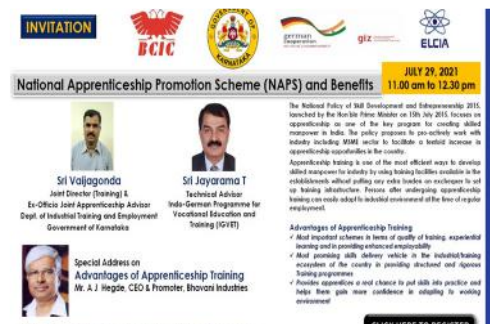 INVITATION
BCIC
GOVERNMENT OF KARNATAKA
german cooperation
giz
ELCIA
National Apprenticeship Promotion Scheme (NAPS) and Benefits
JULY 29, 2021
11.00 am to 12.30 pm
Sri Vaijagonda
Joint Director (Training) &
Ex-Officio Joint Apprenticeship Advisor
Dept. of Industrial Training and Employment
Government of Karnataka
Sri Jayarama T
Technical Advisor
Indo-German Programme for
Vocational Education and
Training (IGVET)
Special Address on
Advantages of Apprenticeship Training
Mr. A J Hegde, CEO & Promoter, Bhavani Industries
The National Policy of Skill Development and Entrepreneurship 2015,
launched by the Hon'ble Prime Minister on 15th July 2015, focuses on
apprenticeship as one of the key program for creating skilled
manpower in India. The policy proposes to pro-actively work with
industry including MSME sector to facilitate a tenfold increase in
apprenticeship opportunities in the country.
Apprenticeship training is one of the most efficient ways to develop
skilled manpower for industry by using training facilities available in the
establishments without putting any extra burden on exchequer to set
up training infrastructure. Persons after undergoing apprenticeship
training can easily adapt to industrial environment at the time of regular
employment.
Advantages of Apprenticeship Training
✓ Most important schemes in terms of quality of training, experiential
learning and in providing enhanced employability
✓ Most promising skills delivery vehicle in the industrial/training
ecosystem of the country in providing structured and rigorous
Training programmes
✓ Provides apprentices a real chance to put skills into practice and
helps them gain more confidence in adapting to working
environment
CLICK HERE TO REGISTER